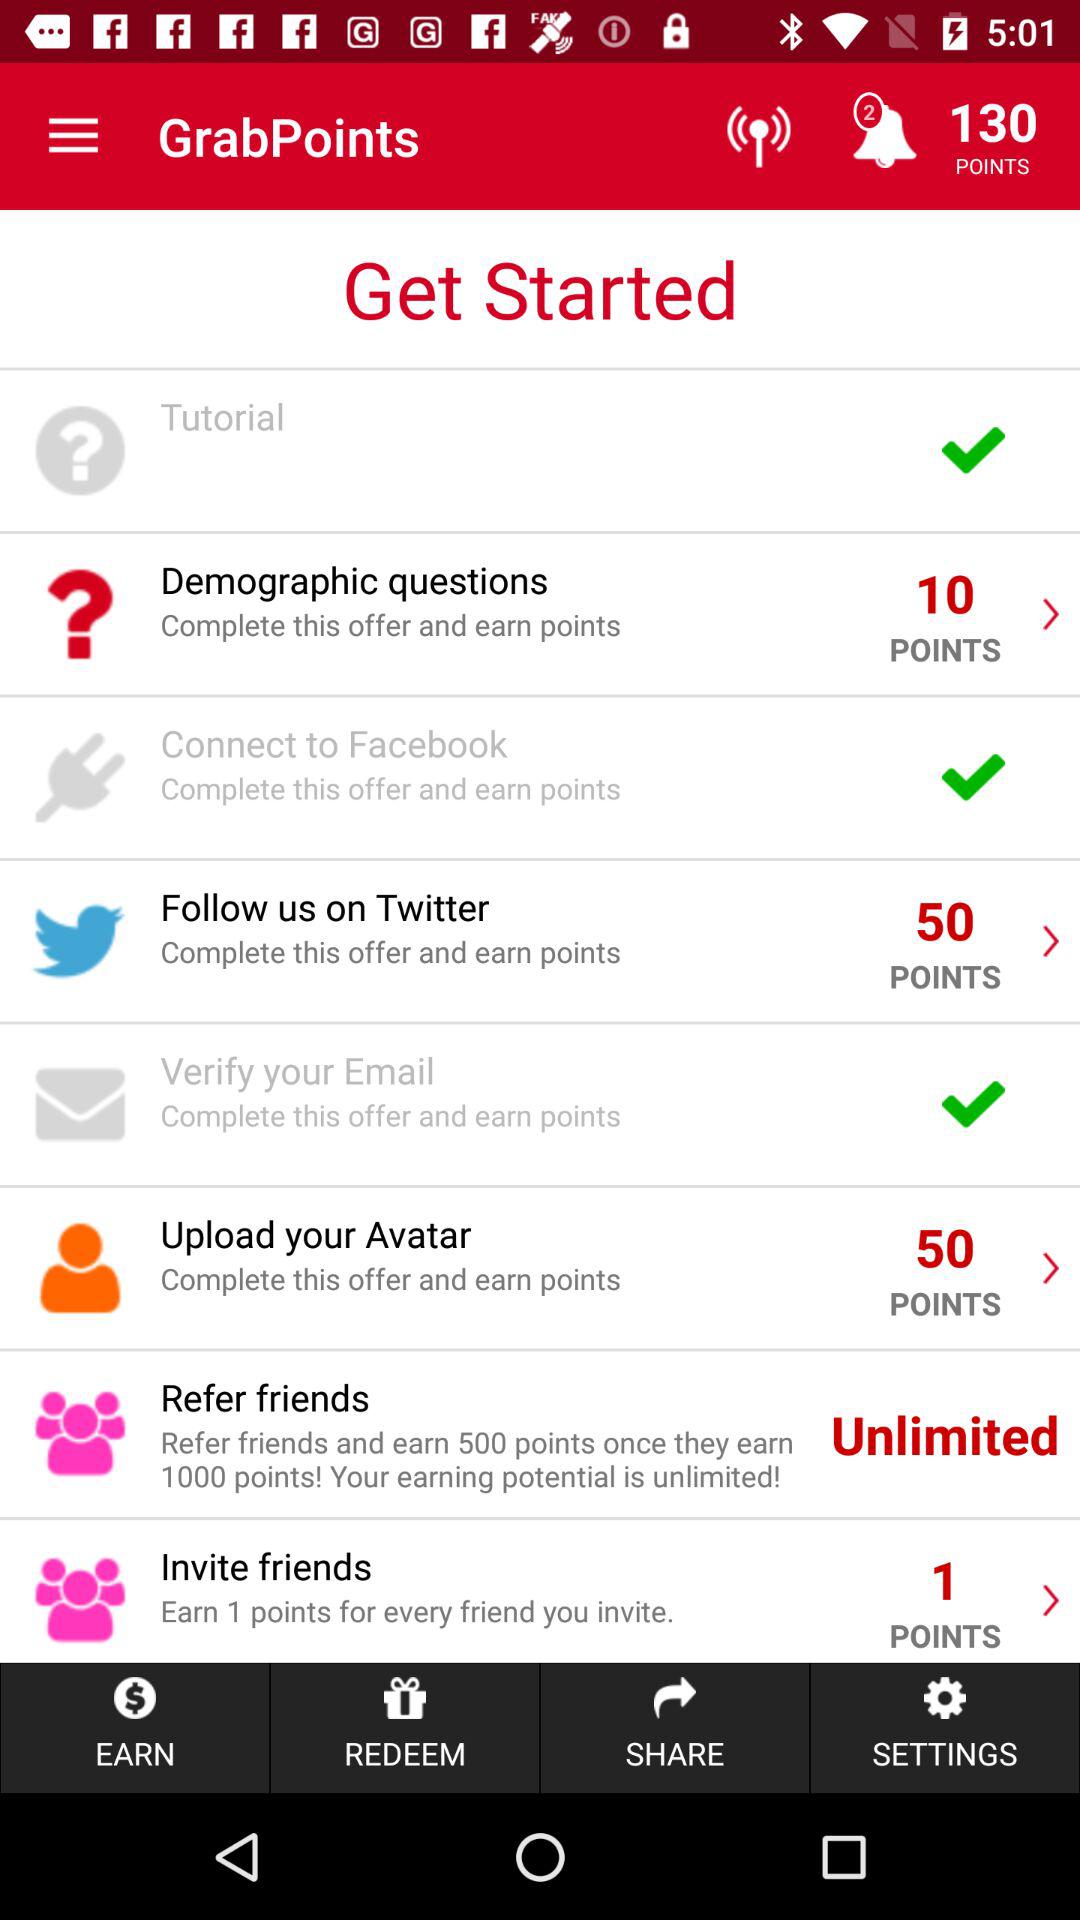 FAKE
5:01
GrabPoints
2
130
POINTS
Get Started
Tutorial
Demographic questions
Complete this offer and earn points
10
POINTS
Connect to Facebook
Complete this offer and earn points
Follow us on Twitter
Complete this offer and earn points
50
POINTS
Verify your Email
Complete this offer and earn points
Upload your Avatar
Complete this offer and earn points
50
POINTS
Refer friends
Refer friends and earn 500 points once they earn
1000 points! Your earning potential is unlimited!
Unlimited
Invite friends
Earn 1 points for every friend you invite.
1
POINTS
EARN
REDEEM
SHARE
SETTINGS